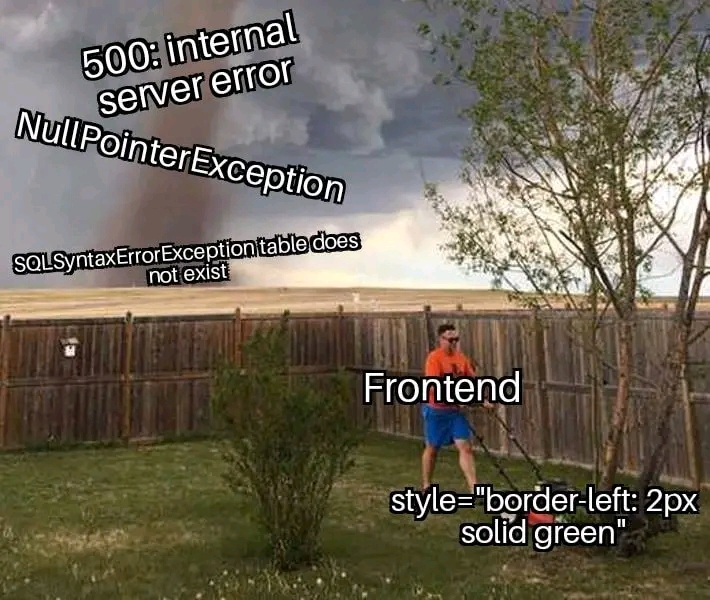 500: internal
server error
NullPointerException
SQLSyntaxErrorException table does
not exist
Frontend
style="border-left: 2px
solid green"